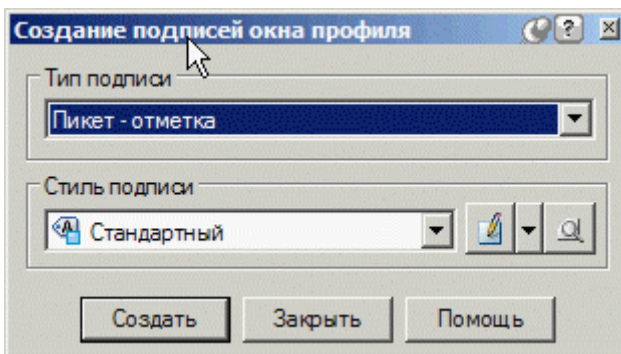 Создание подписей окна профиля
Тип подписи
Пикет - отметка
Стиль подписи
Стандартный
Создать Закрыть Помощь